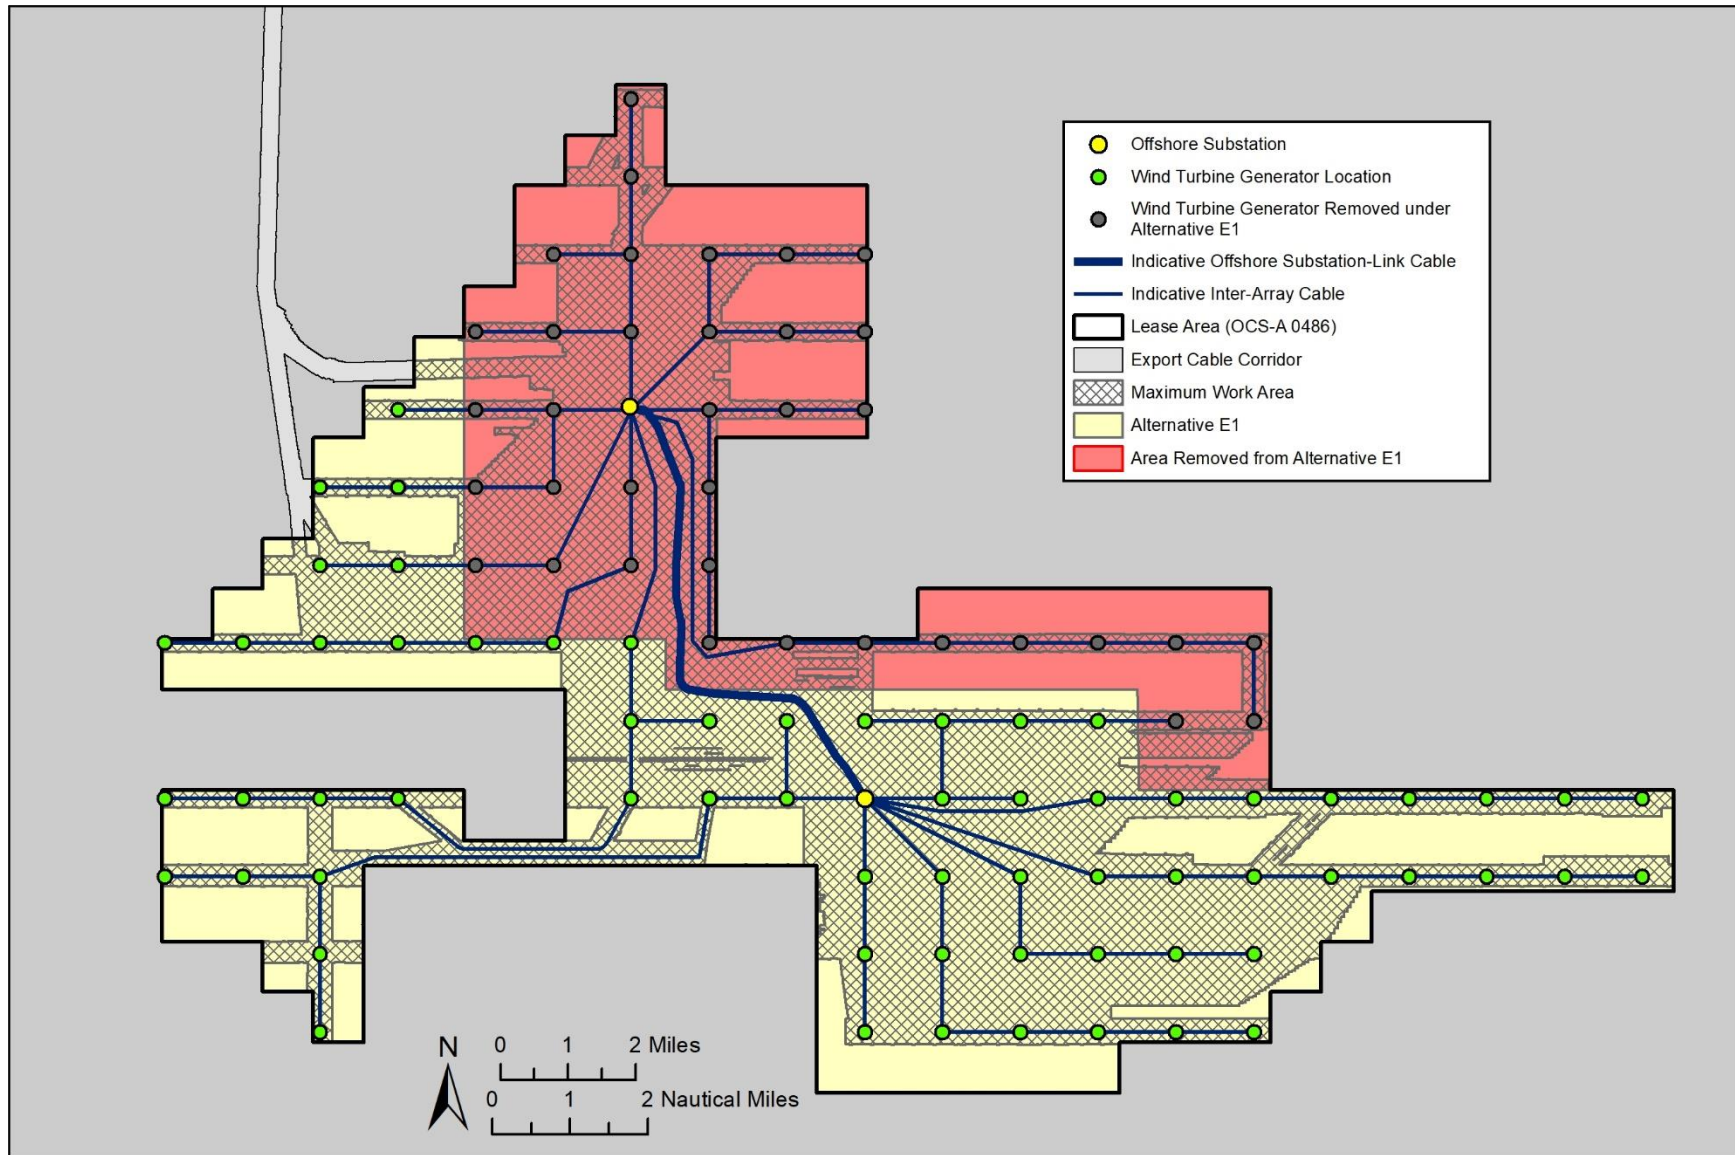 Offshore Substation
Wind Turbine Generator Location
Wind Turbine Generator Removed under
Alternative E1
Indicative Offshore Substation-Link Cable
Indicative Inter-Array Cable
Lease Area (OCS-A 0486)
Export Cable Corridor
Maximum Work Area
Alternative E1
Area Removed from Alternative E1
N
0 1 2 Miles
0 1 2 Nautical Miles